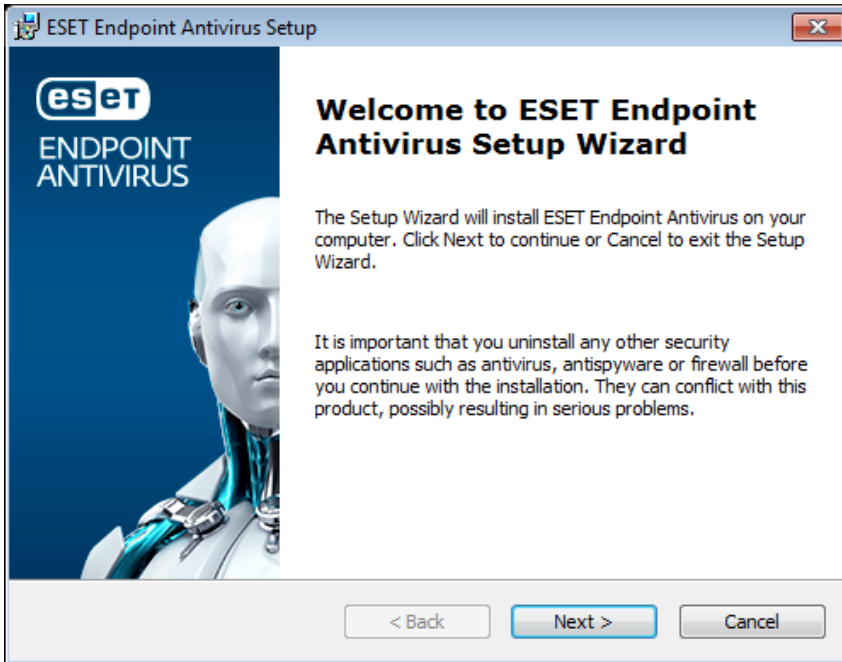 ESET Endpoint Antivirus Setup
eseT
ENDPOINT
ANTIVIRUS
Welcome to ESET Endpoint
Antivirus Setup Wizard
The Setup Wizard will install ESET Endpoint Antivirus on your
computer. Click Next to continue or Cancel to exit the Setup
Wizard.
It is important that you uninstall any other security
applications such as antivirus, antispyware or firewall before
you continue with the installation. They can conflict with this
product, possibly resulting in serious problems.
< Back
Next >
Cancel